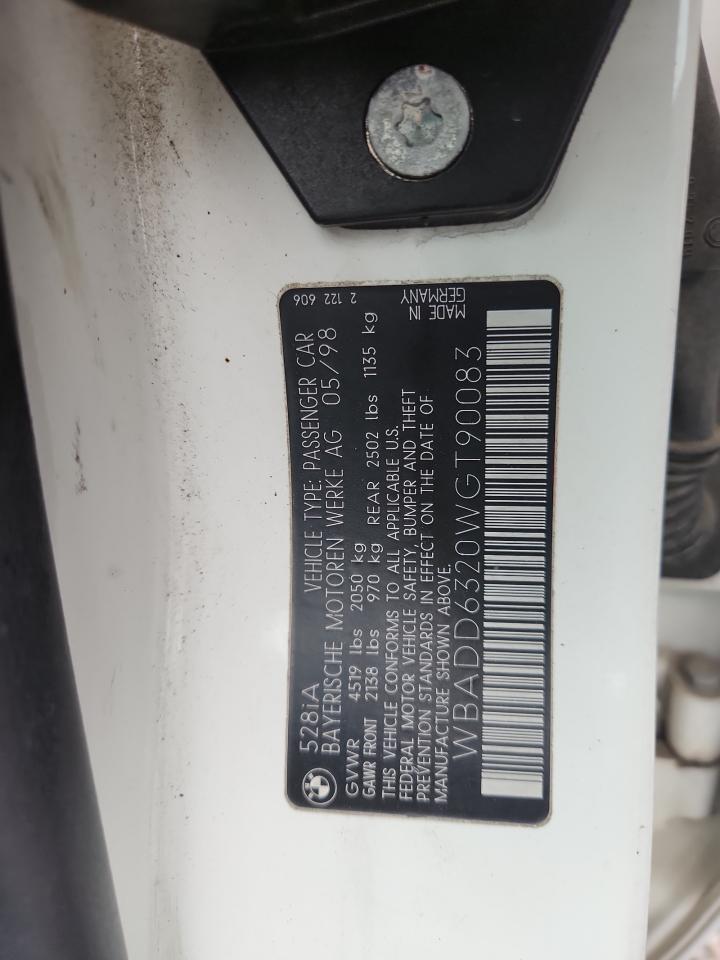 BMW
528iA VEHICLE TYPE: PASSENGER CAR 2 122 606
BAYERISCHE MOTOREN WERKE AG 05/98
GVWR 4519 lbs 2050 kg
GAWR FRONT 2138 lbs 970 kg REAR 2502 lbs 1135 kg
THIS VEHICLE CONFORMS TO ALL APPLICABLE U.S.
FEDERAL MOTOR VEHICLE SAFETY, BUMPER AND THEFT
PREVENTION STANDARDS IN EFFECT ON THE DATE OF
MANUFACTURE SHOWN ABOVE.
MADE IN
GERMANY
WBADD6320WGT90083